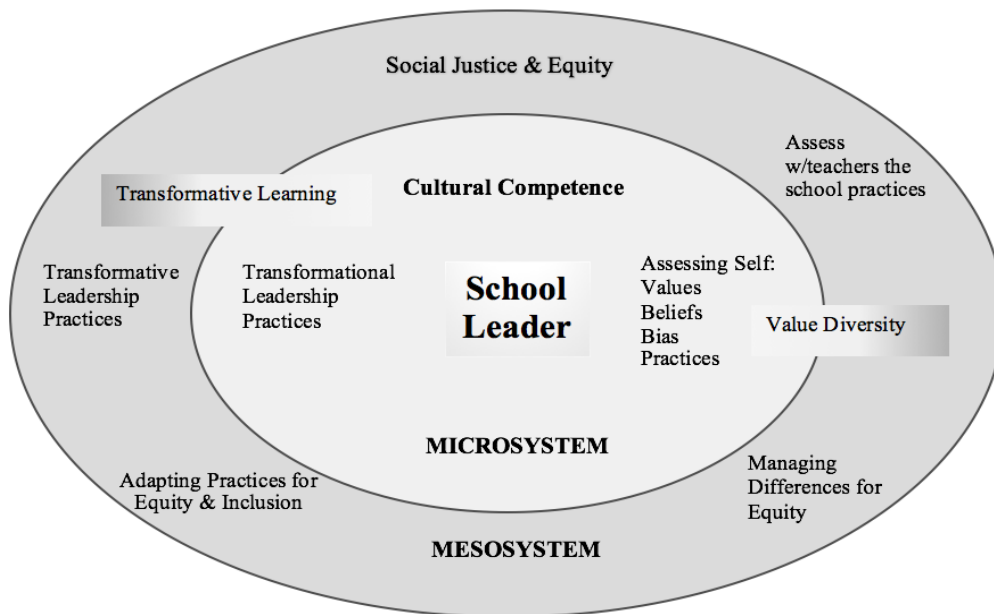 Social Justice & Equity
Assess
w/teachers the
school practices
Transformative Learning
Cultural Competence
Transformative
Leadership
Practices
Transformational
Leadership
Practices
School
Leader
Assessing Self:
Values
Beliefs
Bias
Practices
Value Diversity
MICROSYSTEM
Adapting Practices for
Equity & Inclusion
Managing
Differences for
Equity
MESOSYSTEM